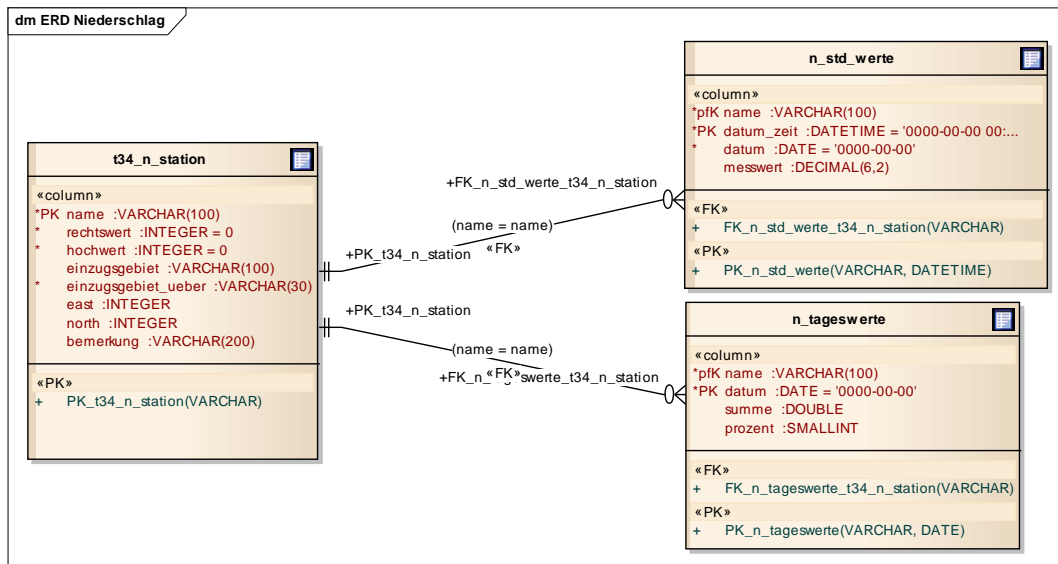 dm ERD Niederschlag
t34_n_station
«column»
*PK name :VARCHAR(100)
* rechtswert :INTEGER = 0
* hochwert :INTEGER = 0
einzugsgebiet :VARCHAR(100)
* einzugsgebiet_ueber :VARCHAR(30)
east :INTEGER
north :INTEGER
bemerkung :VARCHAR(200)
«PK»
+ PK_t34_n_station(VARCHAR)
+FK_n_std_werte_t34_n_station
(name = name)
«FK»
+PK_t34_n_station
+PK_t34_n_station
(name = name)
«FK»
+FK_n_tageswerte_t34_n_station
n_std_werte
«column»
*pfK name :VARCHAR(100)
*PK datum_zeit :DATETIME = '0000-00-00 00:...
* datum :DATE = '0000-00-00'
messwert :DECIMAL(6,2)
«FK»
+ FK_n_std_werte_t34_n_station(VARCHAR)
«PK»
+ PK_n_std_werte(VARCHAR, DATETIME)
n_tageswerte
«column»
*pfK name :VARCHAR(100)
*PK datum :DATE = '0000-00-00'
summe :DOUBLE
prozent :SMALLINT
«FK»
+ FK_n_tageswerte_t34_n_station(VARCHAR)
«PK»
+ PK_n_tageswerte(VARCHAR, DATE)